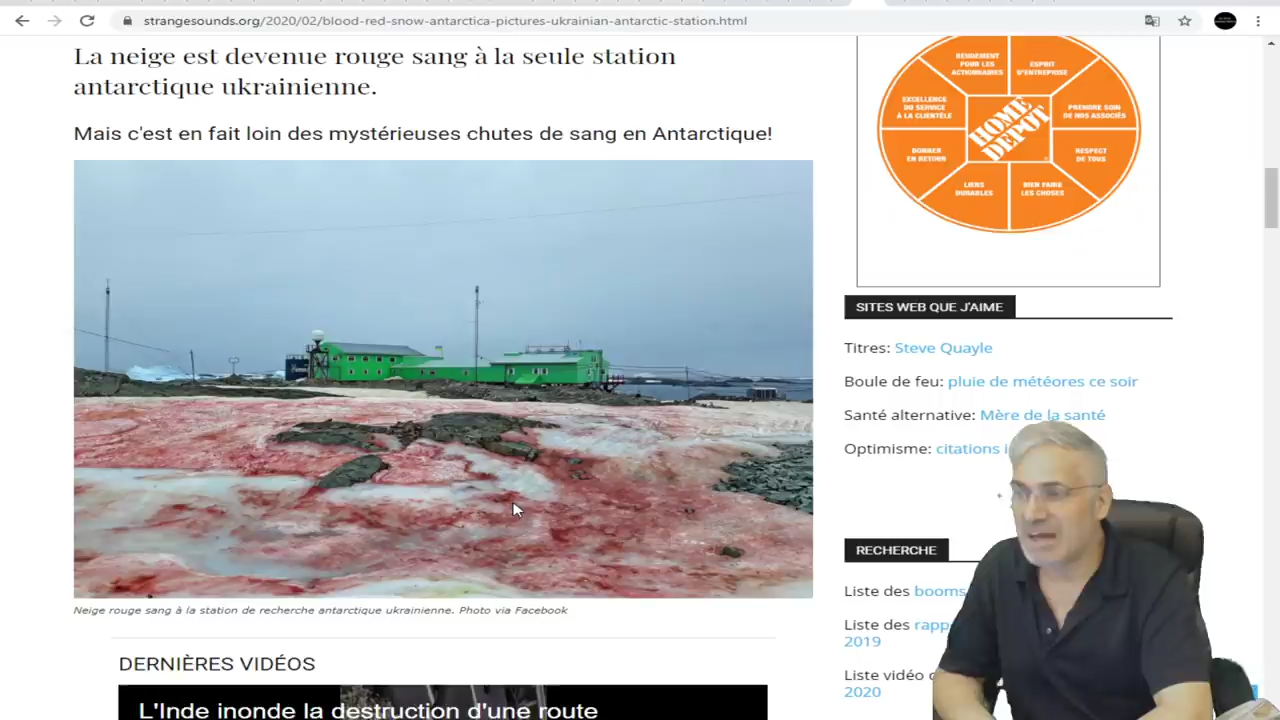 strangesounds.org/2020/02/blood-red-snow-antarctica-pictures-ukrainian-antarctic-station.html
La neige est devenue rouge sang à la seule station
antarctique ukrainienne.
Mais c'est en fait loin des mystérieuses chutes de sang en Antarctique!
Neige rouge sang à la station de recherche antarctique ukrainienne. Photo via Facebook
DERNIÈRES VIDÉOS
L'Inde inonde la destruction d'une route
RENGEMENT
POUR LES
ACTIONNAIRES
ESPRIT
D'ENTREPISE
EXCELLENCE
DU SERVICE
À LA CLIENTÈLE
PRENDRE SOIN
DE NOS ASSOCIÉS
HOME
DEPOT
DONNER
EN RETOUR
RESPECT
DE TOUS
LIENS
DURABLES
BIEN FAIRE
LES CHOSES
SITES WEB QUE J'AIME
Titres: Steve Quayle
Boule de feu: pluie de météores ce soir
Santé alternative: Mère de la santé
Optimisme: citations
RECHERCHE
Liste des booms
Liste des
2019
Liste vidéo
2020